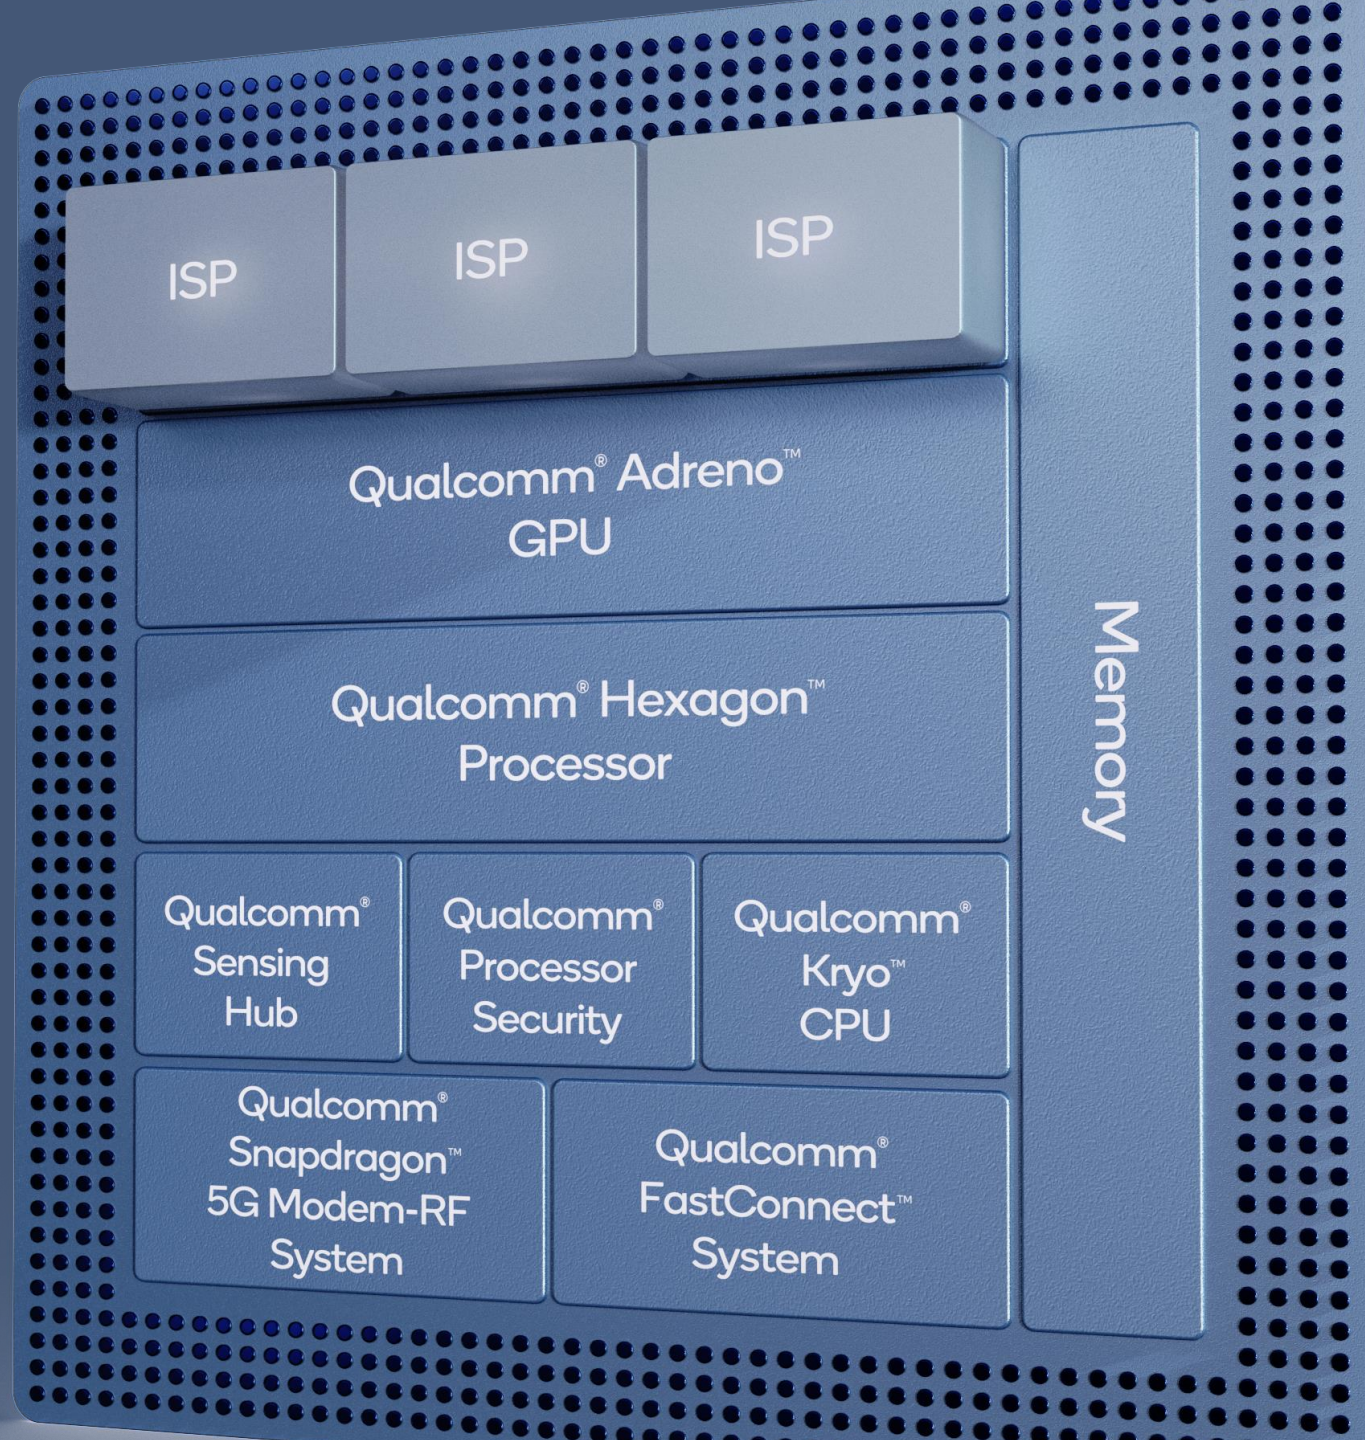 ISP
ISP
ISP
Qualcomm® Adreno™
GPU
Qualcomm® Hexagon™
Processor
Memory
Qualcomm®
Sensing
Hub
Qualcomm®
Processor
Security
Qualcomm®
Kryo™
CPU
Qualcomm®
Snapdragon™
5G Modem-RF
System
Qualcomm®
FastConnect™
System